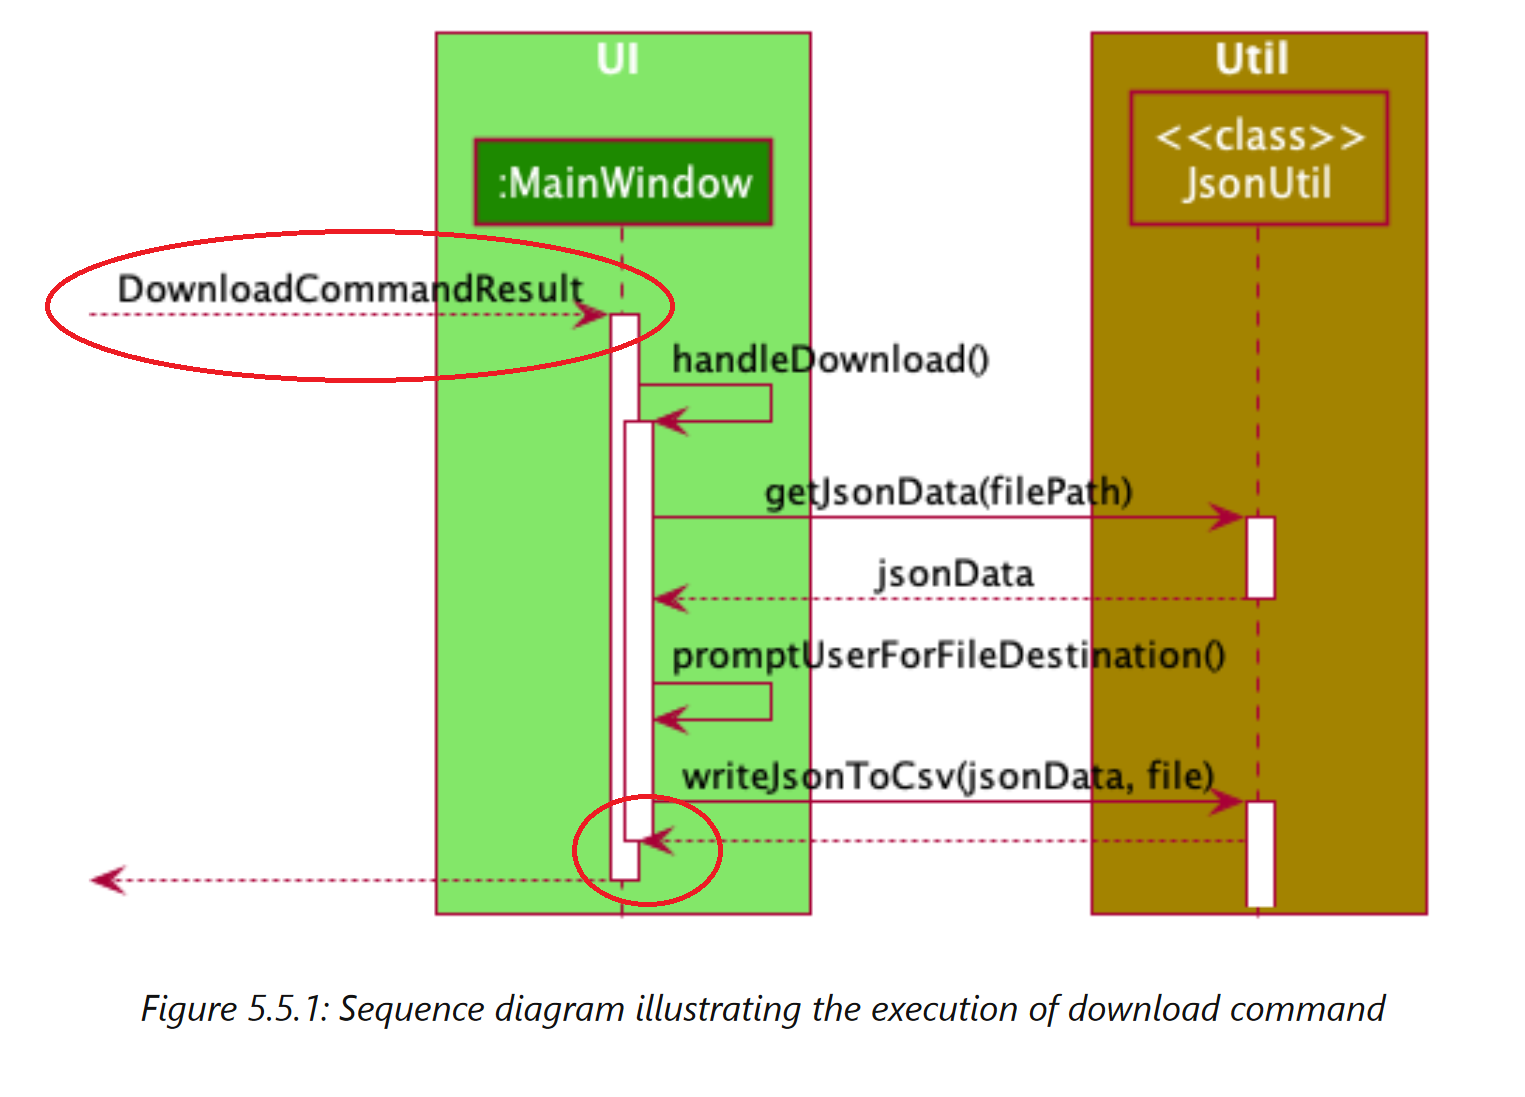 UI
Util
:MainWindow
<<class>>
JsonUtil
DownloadCommandResult
handleDownload()
getJsonData(filePath)
jsonData
promptUserForFileDestination()
writeJsonToCsv(jsonData, file)
Figure 5.5.1: Sequence diagram illustrating the execution of download command